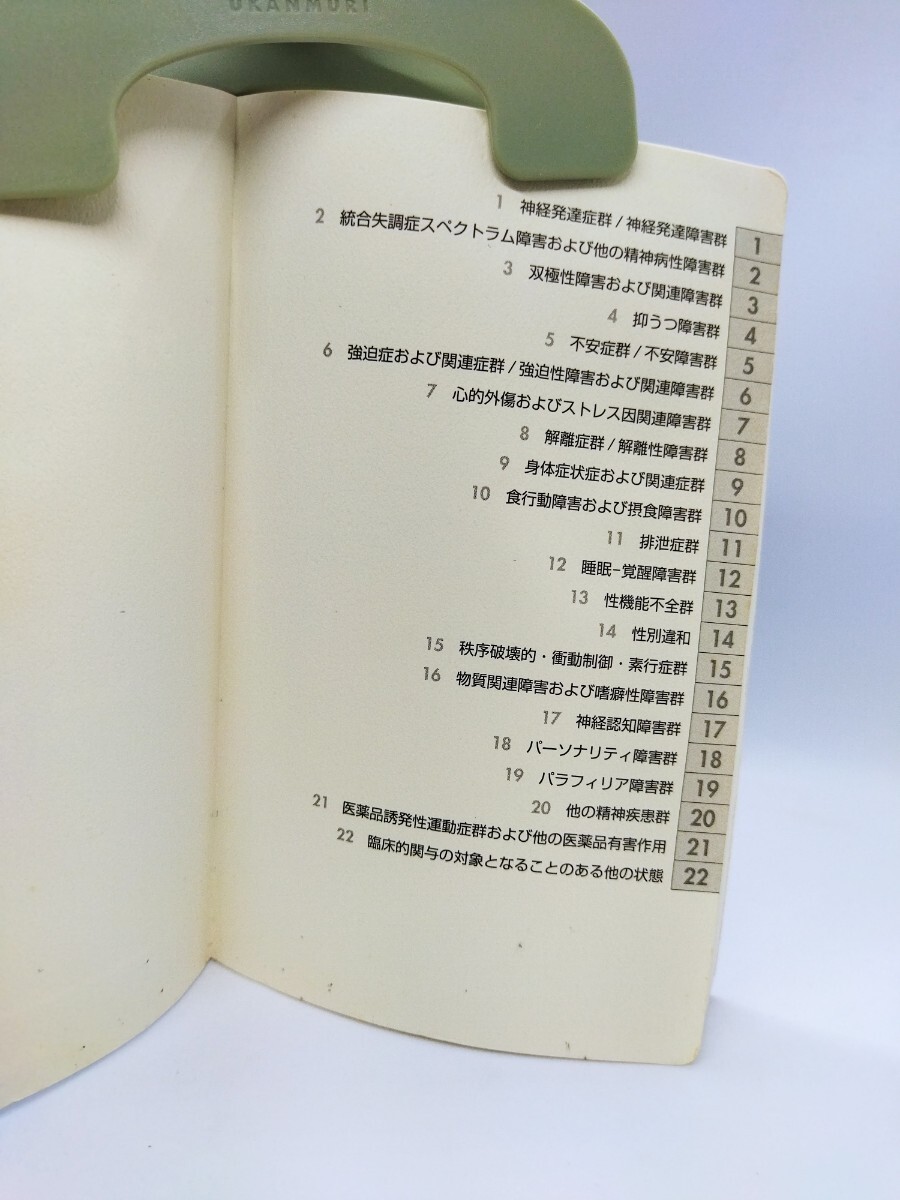 UKANMURI
1 神経発達症群/神経発達障害群 1
2 統合失調症スペクトラム障害および他の精神病性障害群 2
3 双極性障害および関連障害群 3
4 抑うつ障害群 4
5 不安症群/不安障害群 5
6 強迫症および関連症群/強迫性障害および関連障害群 6
7 心的外傷およびストレス因関連障害群 7
8 解離症群/解離性障害群 8
9 身体症状症および関連症群 9
10 食行動障害および摂食障害群 10
11 排泄症群 11
12 睡眠-覚醒障害群 12
13 性機能不全群 13
14 性別違和 14
15 秩序破壊的・衝動制御・素行症群 15
16 物質関連障害および嗜癖性障害群 16
17 神経認知障害群 17
18 パーソナリティ障害群 18
19 パラフィリア障害群 19
20 他の精神疾患群 20
21 医薬品誘発性運動症群および他の医薬品有害作用 21
22 臨床的関与の対象となることのある他の状態 22